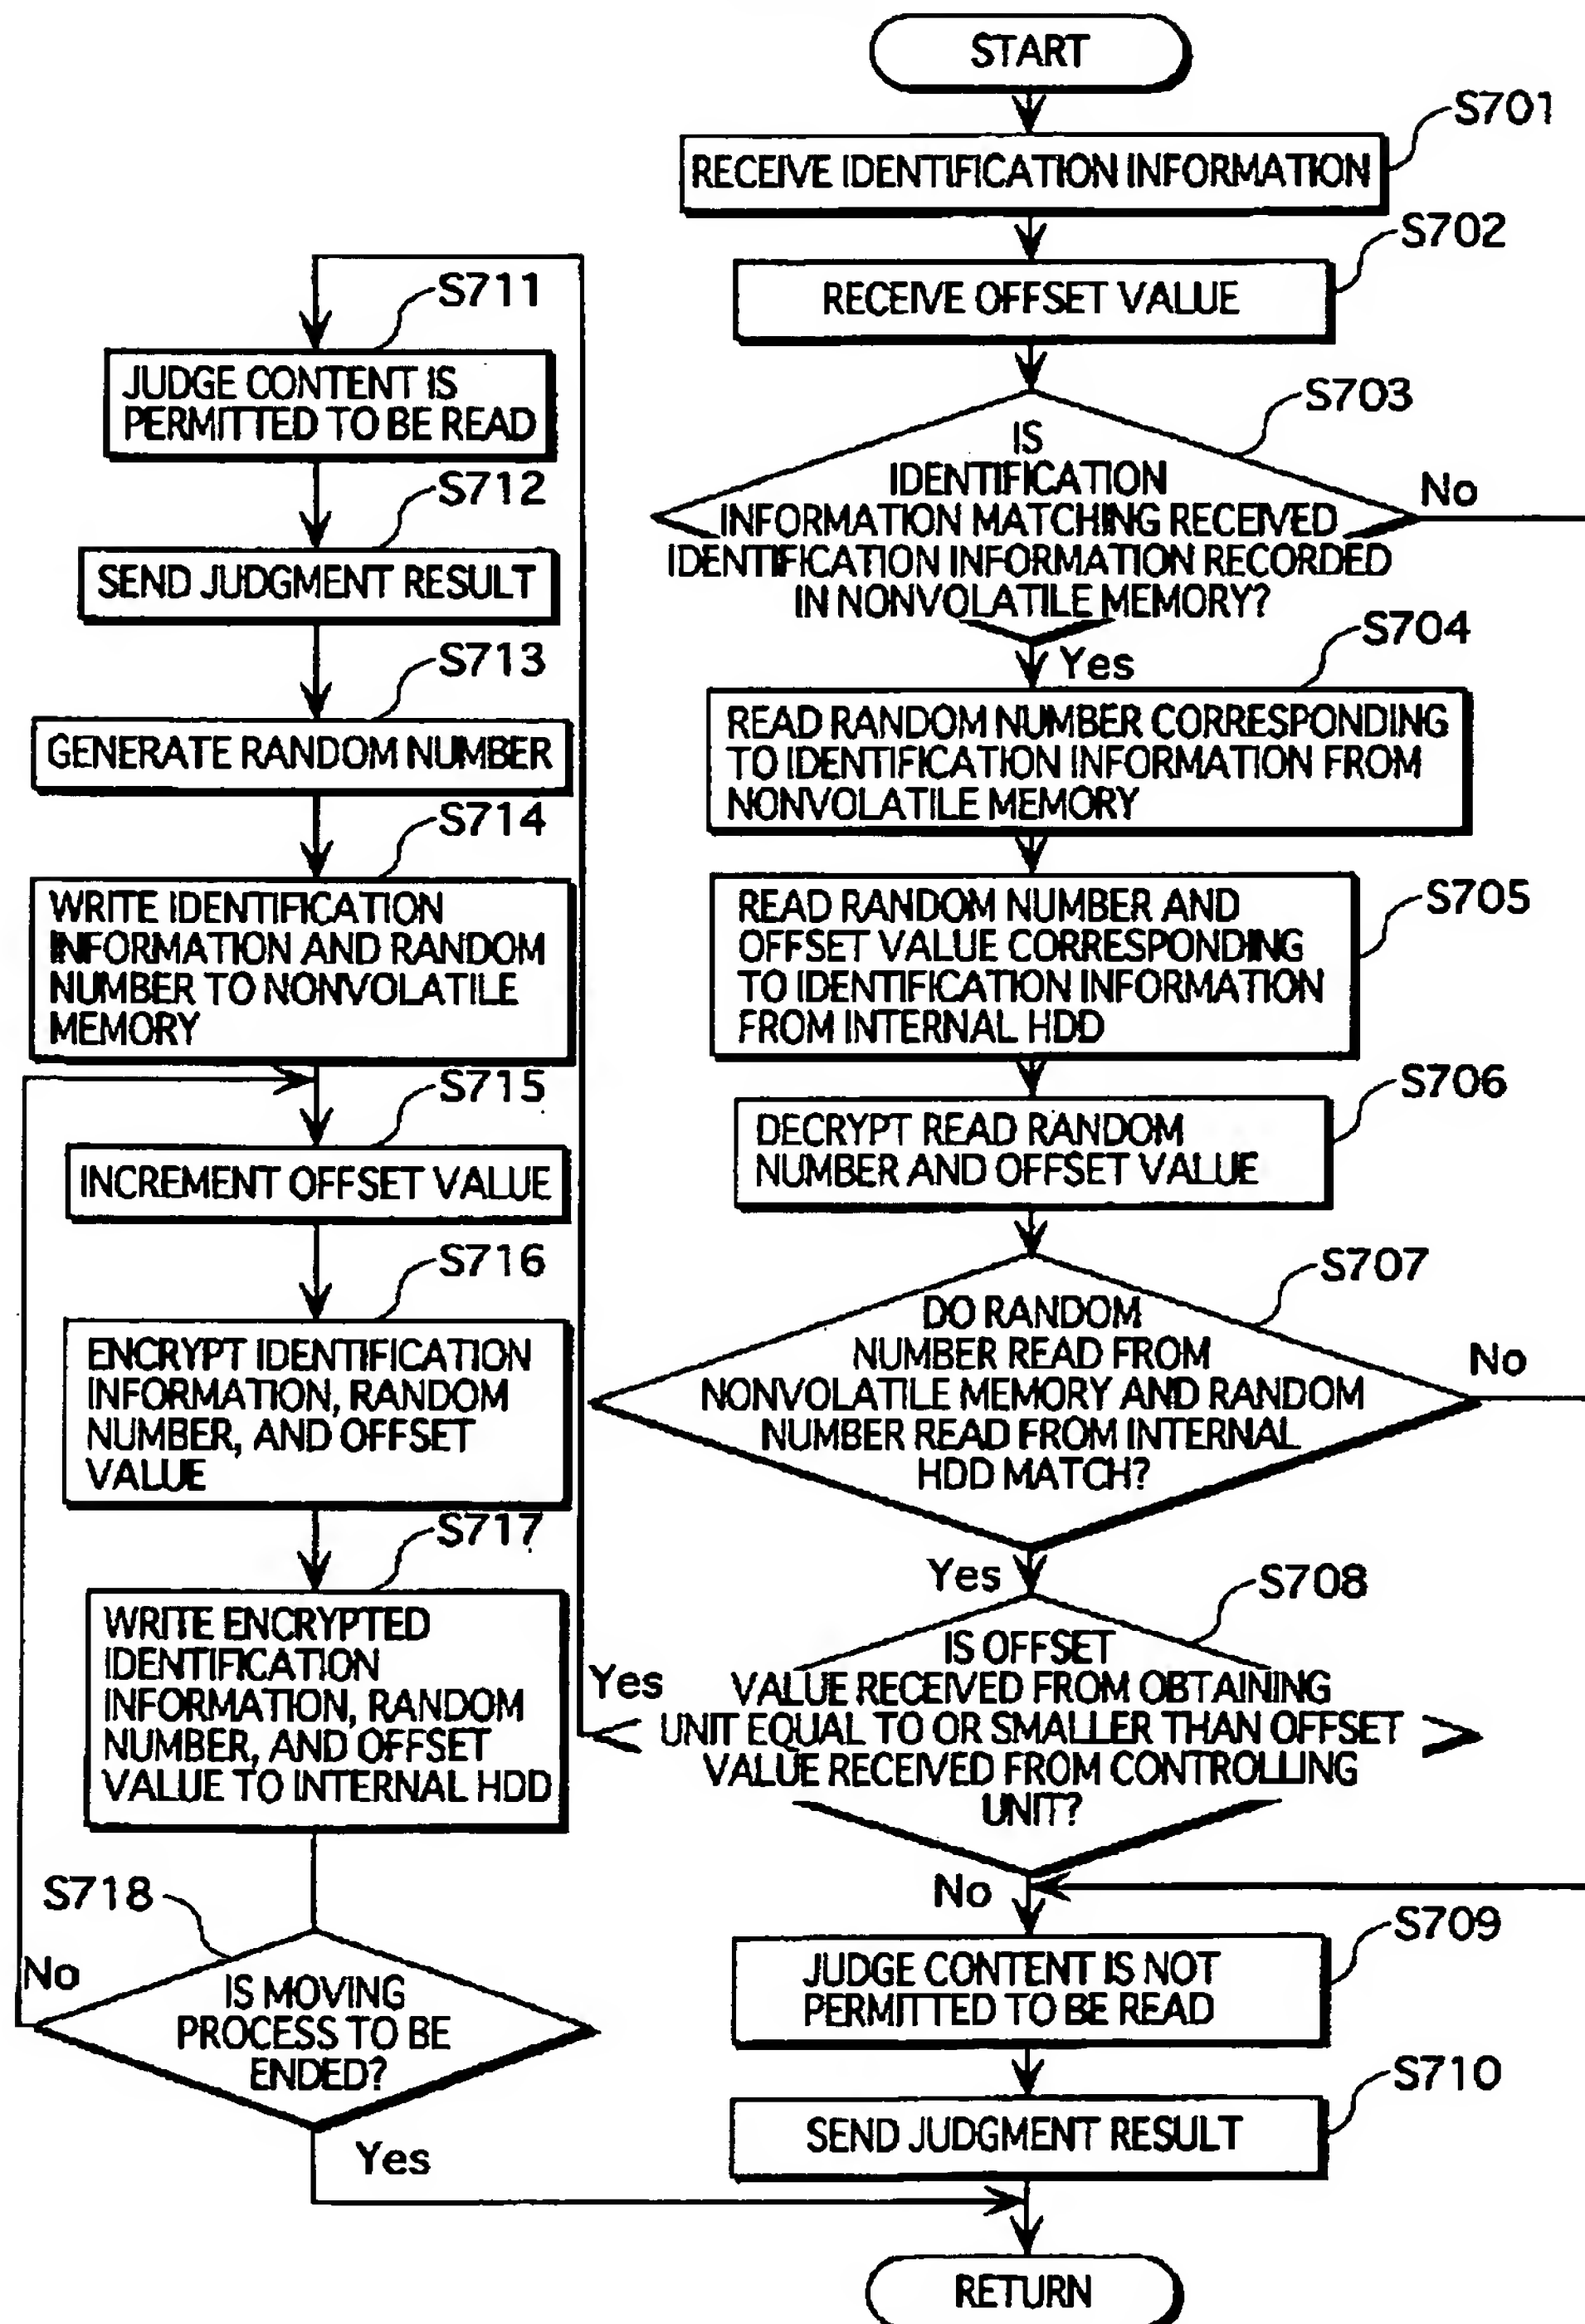 START
S701
RECEIVE IDENTIFICATION INFORMATION
S702
RECEIVE OFFSET VALUE
S703
IS
IDENTIFICATION
INFORMATION MATCHING RECEIVED
IDENTIFICATION INFORMATION RECORDED
IN NONVOLATILE MEMORY?
No
Yes
S704
READ RANDOM NUMBER CORRESPONDING
TO IDENTIFICATION INFORMATION FROM
NONVOLATILE MEMORY
S705
READ RANDOM NUMBER AND
OFFSET VALUE CORRESPONDING
TO IDENTIFICATION INFORMATION
FROM INTERNAL HDD
S706
DECRYPT READ RANDOM
NUMBER AND OFFSET VALUE
S707
DO RANDOM
NUMBER READ FROM
NONVOLATILE MEMORY AND RANDOM
NUMBER READ FROM INTERNAL
HDD MATCH?
No
Yes
S708
IS OFFSET
VALUE RECEIVED FROM OBTAINING
UNIT EQUAL TO OR SMALLER THAN OFFSET
VALUE RECEIVED FROM CONTROLLING
UNIT?
Yes
No
S709
JUDGE CONTENT IS NOT
PERMITTED TO BE READ
S710
SEND JUDGMENT RESULT
S711
JUDGE CONTENT IS
PERMITTED TO BE READ
S712
SEND JUDGMENT RESULT
S713
GENERATE RANDOM NUMBER
S714
WRITE IDENTIFICATION
INFORMATION AND RANDOM
NUMBER TO NONVOLATILE
MEMORY
S715
INCREMENT OFFSET VALUE
S716
ENCRYPT IDENTIFICATION
INFORMATION, RANDOM
NUMBER, AND OFFSET
VALUE
S717
WRITE ENCRYPTED
IDENTIFICATION
INFORMATION, RANDOM
NUMBER, AND OFFSET
VALUE TO INTERNAL HDD
S718
No
IS MOVING
PROCESS TO BE
ENDED?
Yes
RETURN